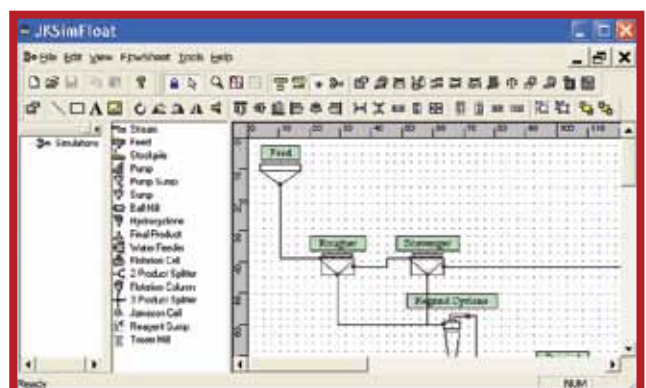 JKSimFloat
File Edit View Flowsheet Tools Help
Simulations
Stream
Feed
Stockpile
Pump
Pump Sump
Sump
Ball Mill
Hydrocyclone
Final Product
Water Feeder
Flotation Cell
2 Product Splitter
Flotation Column
3 Product Splitter
Jameson Cell
Reagent Sump
Tower Mill
Feed
Rougher
Scavenger
Regrind Cyclone
Ready
NUM